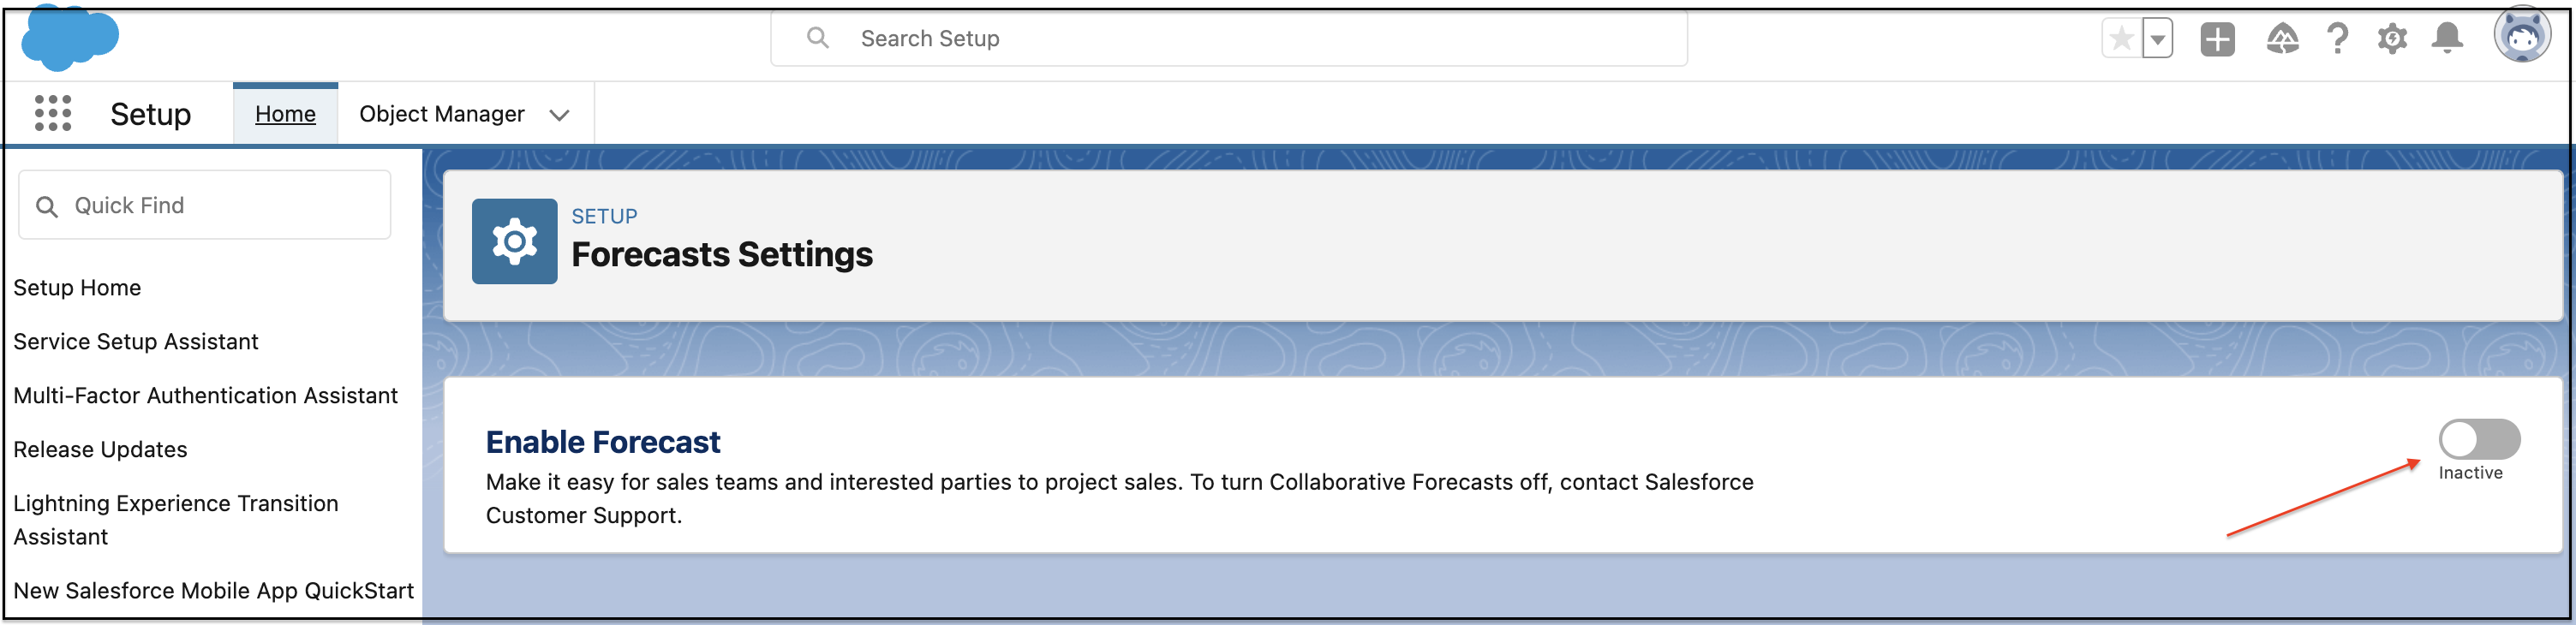 Search Setup
Setup
Home
Object Manager
Quick Find
Setup Home
Service Setup Assistant
Multi-Factor Authentication Assistant
Release Updates
Lightning Experience Transition
Assistant
New Salesforce Mobile App QuickStart
SETUP
Forecasts Settings
Enable Forecast
Make it easy for sales teams and interested parties to project sales. To turn Collaborative Forecasts off, contact Salesforce
Customer Support.
Inactive